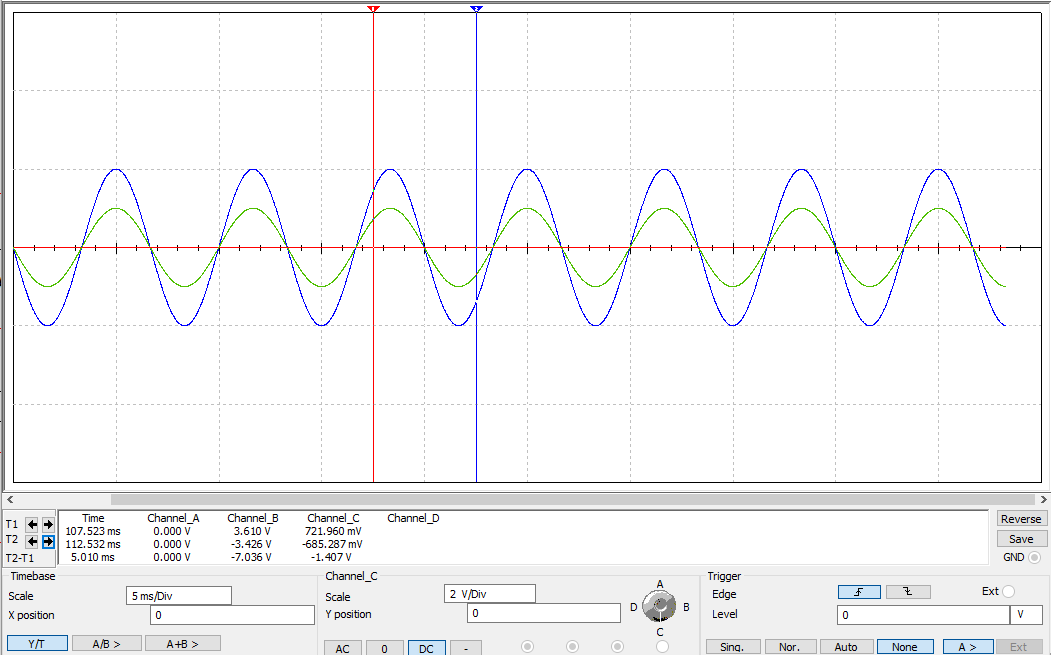 1
2
T1
T2
T2-T1
Time Channel_A Channel_B Channel_C Channel_D
107.523 ms 0.000 V 3.610 V 721.960 mV
112.532 ms 0.000 V -3.426 V -685.287 mV
5.010 ms 0.000 V -7.036 V -1.407 V
Reverse
Save
GND
Timebase
Scale 5 ms/Div
X position 0
Y/T A/B > A+B >
Channel_C
Scale 2 V/Div
Y position 0
AC 0 DC -
A
D B
C
Trigger
Edge Ext
Level 0 V
Sing. Nor. Auto None A > Ext